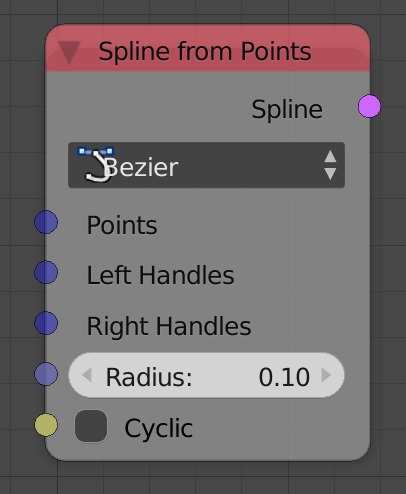 Spline from Points
Spline
Bezier
Points
Left Handles
Right Handles
Radius: 0.10
Cyclic